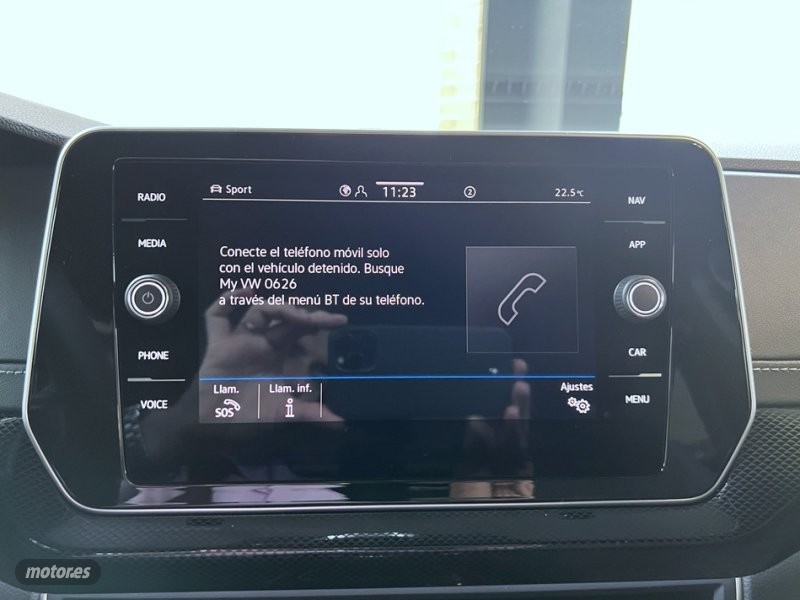 RADIO
MEDIA
PHONE
VOICE
Sport
11:23
2
22.5°C
Conecte el teléfono móvil solo
con el vehículo detenido. Busque
My VW 0626
a través del menú BT de su teléfono.
Llam.
SOS
Llam. inf.
Ajustes
NAV
APP
CAR
MENU
motor.es